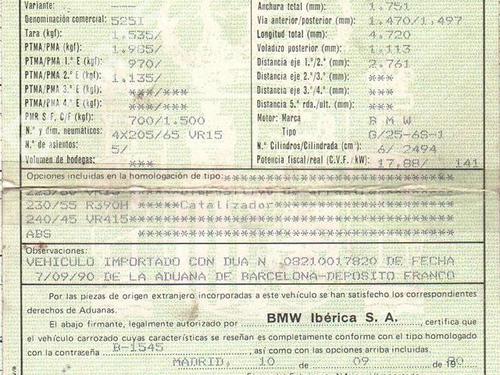 Variante: ---- Anchura total (mm): 1.751
Denominación comercial: 525I Vía anterior/posterior (mm): 1.470/1.497
Tara (kgf): 1.535/ Longitud total (mm): 4.720
PTMA/PMA (kgf): 1.985/ Voladizo posterior (mm): 1.113
PTMA/PMA 1.º E (kgf): 970/ Distancia eje 1.º/2.º (mm): 2.761
PTMA/PMA 2.º E (kgf): 1.135/ Distancia eje 2.º/3.º (mm): ***
PTMA/PMA 3.º E (kgf): ***/*** Distancia eje 3.º/4.º (mm): ***
PTMA/PMA 4.º E (kgf): ***/*** Distancia 5.ª rda./ult. (mm): ***
PMR S.F. C/F (kgf) 700/1.500 Motor: Marca B M W
N.º y dim. neumáticos: 4X205/65 VR15 Tipo G/25-6S-1
N.º de asientos: 5/ N.º Cilindros/Cilindrada (cm³): 6/ 2494
Volumen de bodegas: *** Potencia fiscal/real (C.V.F./kW): 17,88/ 141
Opciones incluidas en la homologación de tipo: **********************
230/55 R390H *****Catalizador**************************
240/45 VR415***************************************
ABS ***************************************
Observaciones:
VEHICULO IMPORTADO CON DUA N .08210017820 DE FECHA
7/09/90 DE LA ADUANA DE BARCELONA-DEPOSITO FRANCO
Por las piezas de origen extranjero incorporadas a este vehículo se han satisfecho los correspondientes
derechos de Aduanas.
El abajo firmante, legalmente autorizado por BMW Ibérica S. A., certifica que
el vehículo carrozado cuyas características se reseñan es completamente conforme con el tipo homologado
con la contraseña B-1545, así como con las opciones arriba incluidas.
MADRID, 10 de 09 de 19 90